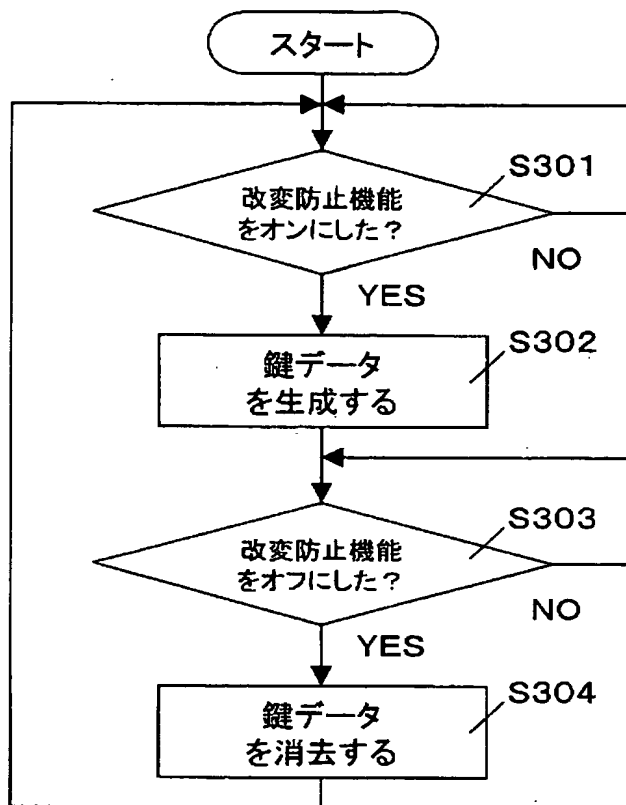 スタート
S301
改変防止機能
をオンにした?
NO
YES
S302
鍵データ
を生成する
S303
改変防止機能
をオフにした?
NO
YES
S304
鍵データ
を消去する